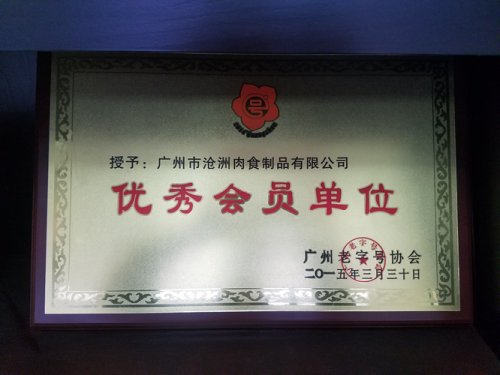 号
授予：广州市沧洲肉食制品有限公司
优秀会员单位
广州老字号协会
二〇一五年三月三十日